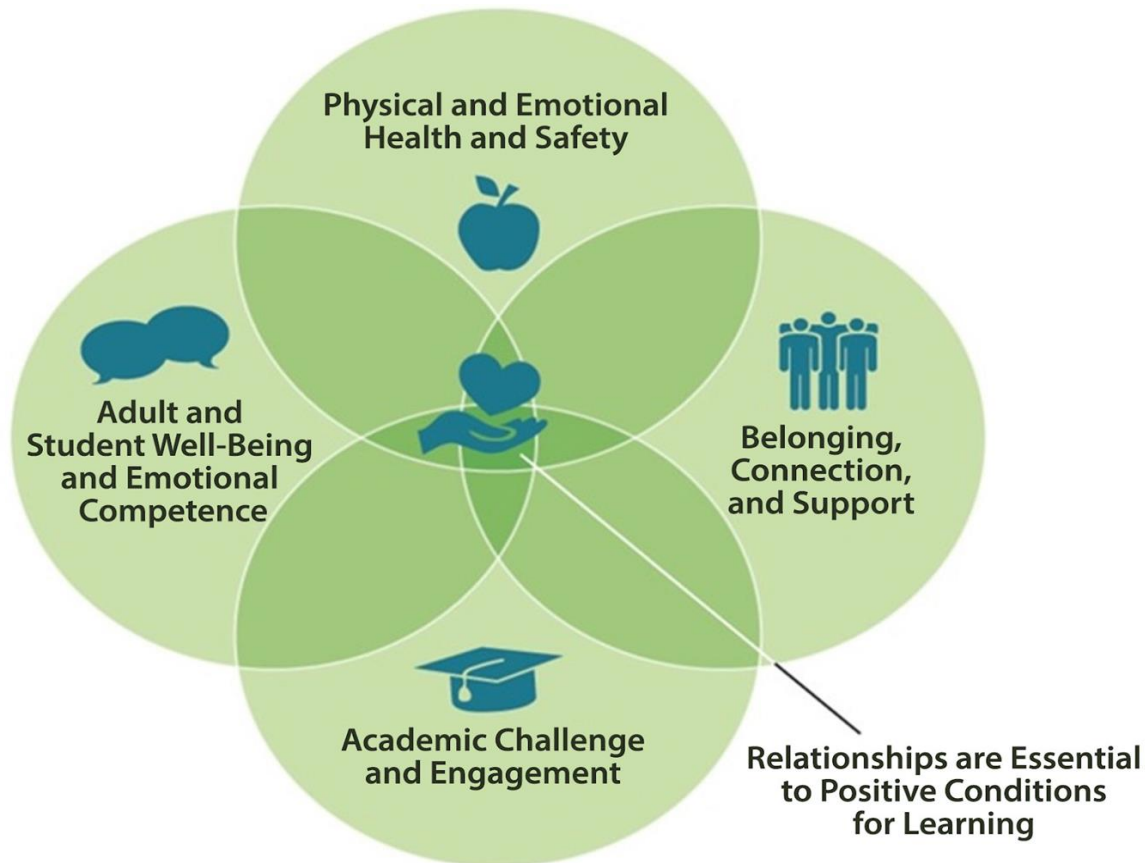 Physical and Emotional
Health and Safety
Adult and
Student Well-Being
and Emotional
Competence
Belonging,
Connection,
and Support
Academic Challenge
and Engagement
Relationships are Essential
to Positive Conditions
for Learning